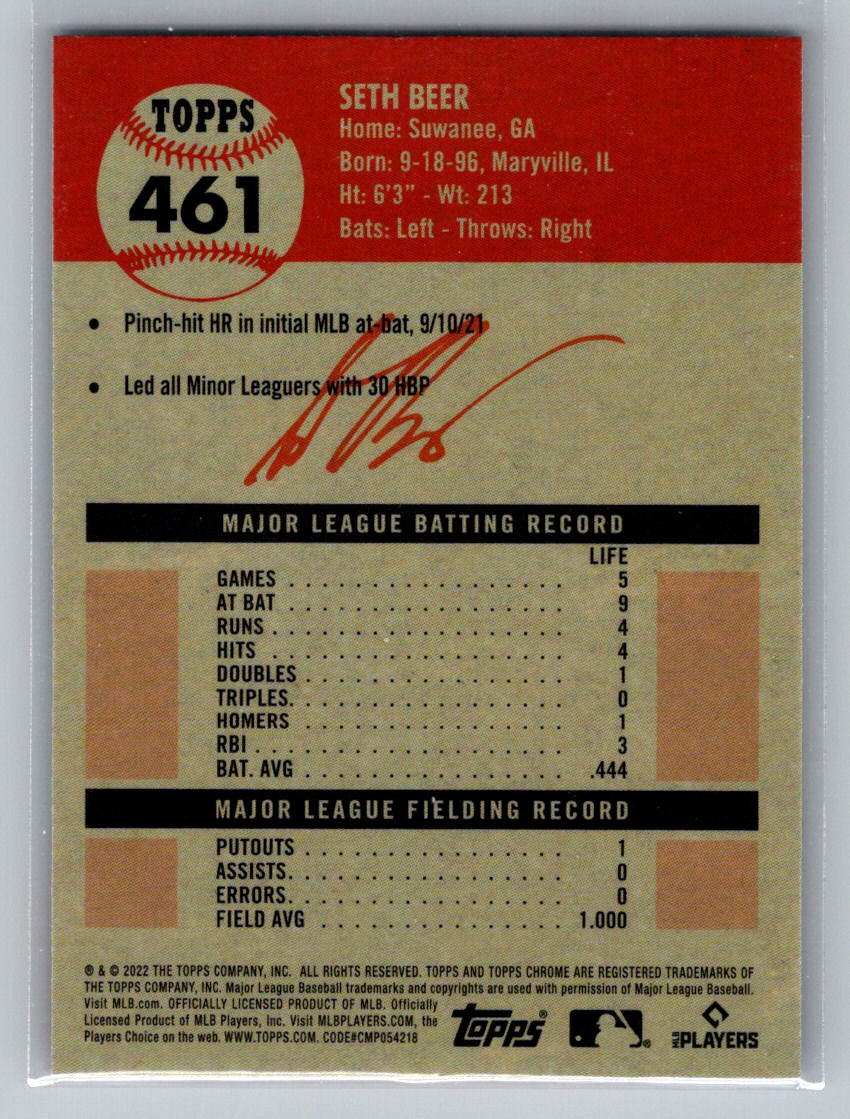 TOPPS
461
SETH BEER
Home: Suwanee, GA
Born: 9-18-96, Maryville, IL
Ht: 6'3" - Wt: 213
Bats: Left - Throws: Right
• Pinch-hit HR in initial MLB at-bat, 9/10/21
• Led all Minor Leaguers with 30 HBP
MAJOR LEAGUE BATTING RECORD
LIFE
GAMES . . . . . . . . . . . . . . . . . 5
AT BAT . . . . . . . . . . . . . . . . . 9
RUNS . . . . . . . . . . . . . . . . . . 4
HITS . . . . . . . . . . . . . . . . . . 4
DOUBLES . . . . . . . . . . . . . . . . 1
TRIPLES. . . . . . . . . . . . . . . . . 0
HOMERS . . . . . . . . . . . . . . . . 1
RBI . . . . . . . . . . . . . . . . . . . 3
BAT. AVG . . . . . . . . . . . . . . . . .444
MAJOR LEAGUE FIELDING RECORD
PUTOUTS . . . . . . . . . . . . . . . . 1
ASSISTS. . . . . . . . . . . . . . . . . 0
ERRORS. . . . . . . . . . . . . . . . . 0
FIELD AVG . . . . . . . . . . . . . . . 1.000
® & © 2022 THE TOPPS COMPANY, INC. ALL RIGHTS RESERVED. TOPPS AND TOPPS CHROME ARE REGISTERED TRADEMARKS OF
THE TOPPS COMPANY, INC. Major League Baseball trademarks and copyrights are used with permission of Major League Baseball.
Visit MLB.com. OFFICIALLY LICENSED PRODUCT OF MLB. Officially
Licensed Product of MLB Players, Inc. Visit MLBPLAYERS.COM, the
Players Choice on the web. WWW.TOPPS.COM. CODE#CMP054218
topps®
MLB PLAYERS